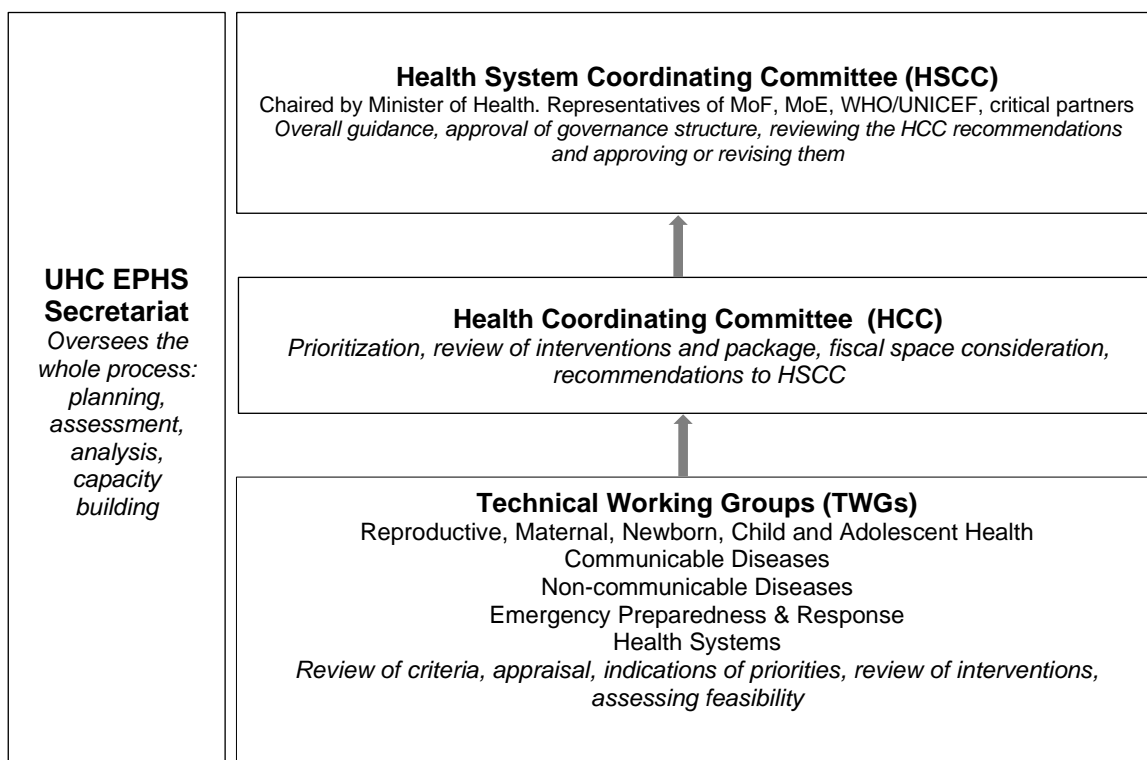 UHC EPHS
Secretariat
Oversees the
whole process:
planning,
assessment,
analysis,
capacity
building
Health System Coordinating Committee (HSCC)
Chaired by Minister of Health. Representatives of MoF, MoE, WHO/UNICEF, critical partners
Overall guidance, approval of governance structure, reviewing the HCC recommendations
and approving or revising them
Health Coordinating Committee (HCC)
Prioritization, review of interventions and package, fiscal space consideration,
recommendations to HSCC
Technical Working Groups (TWGs)
Reproductive, Maternal, Newborn, Child and Adolescent Health
Communicable Diseases
Non-communicable Diseases
Emergency Preparedness & Response
Health Systems
Review of criteria, appraisal, indications of priorities, review of interventions,
assessing feasibility